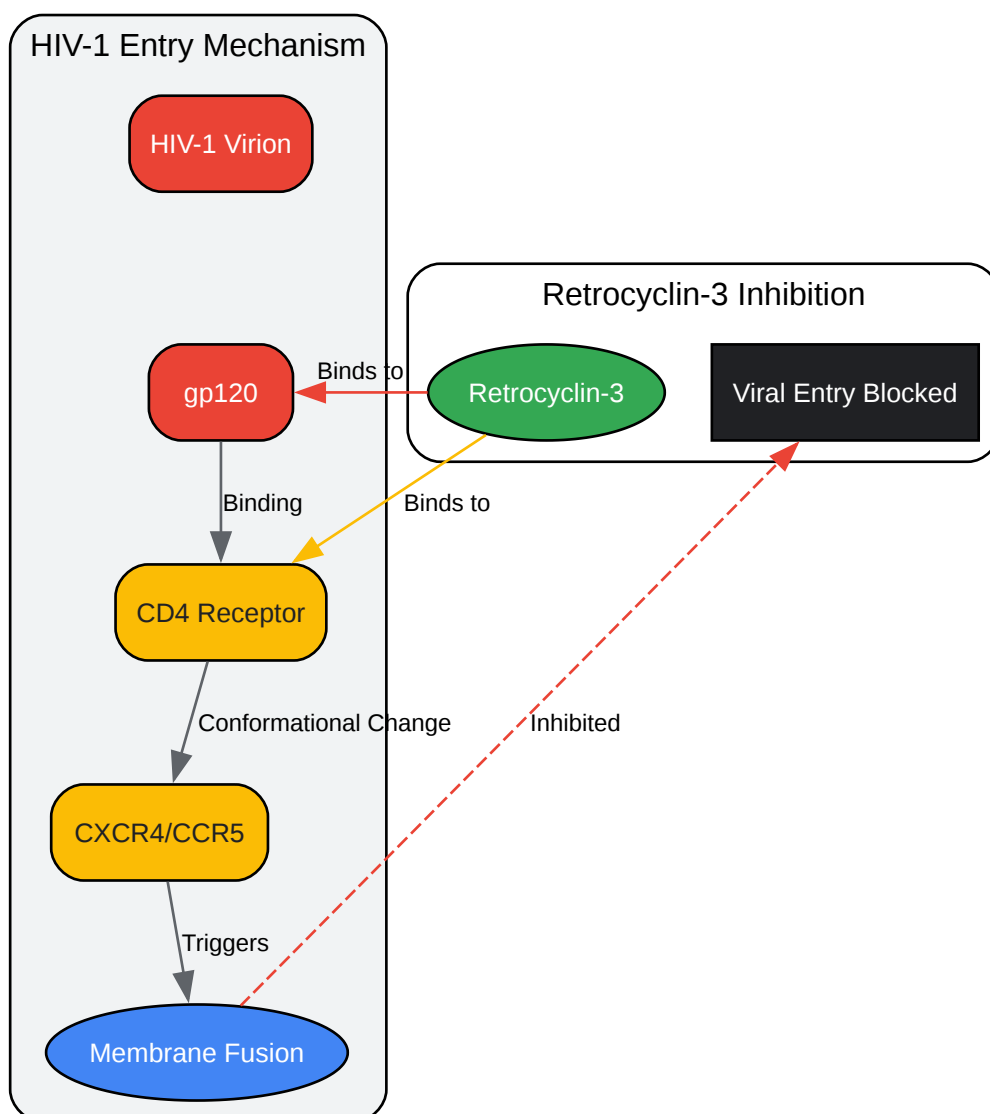 HIV-1 Entry Mechanism
HIV-1 Virion
Retrocyclin-3 Inhibition
gp120
Binds to
Retrocyclin-3
Viral Entry Blocked
Binding
Binds to
CD4 Receptor
Conformational Change
Inhibited
CXCR4/CCR5
Triggers
Membrane Fusion